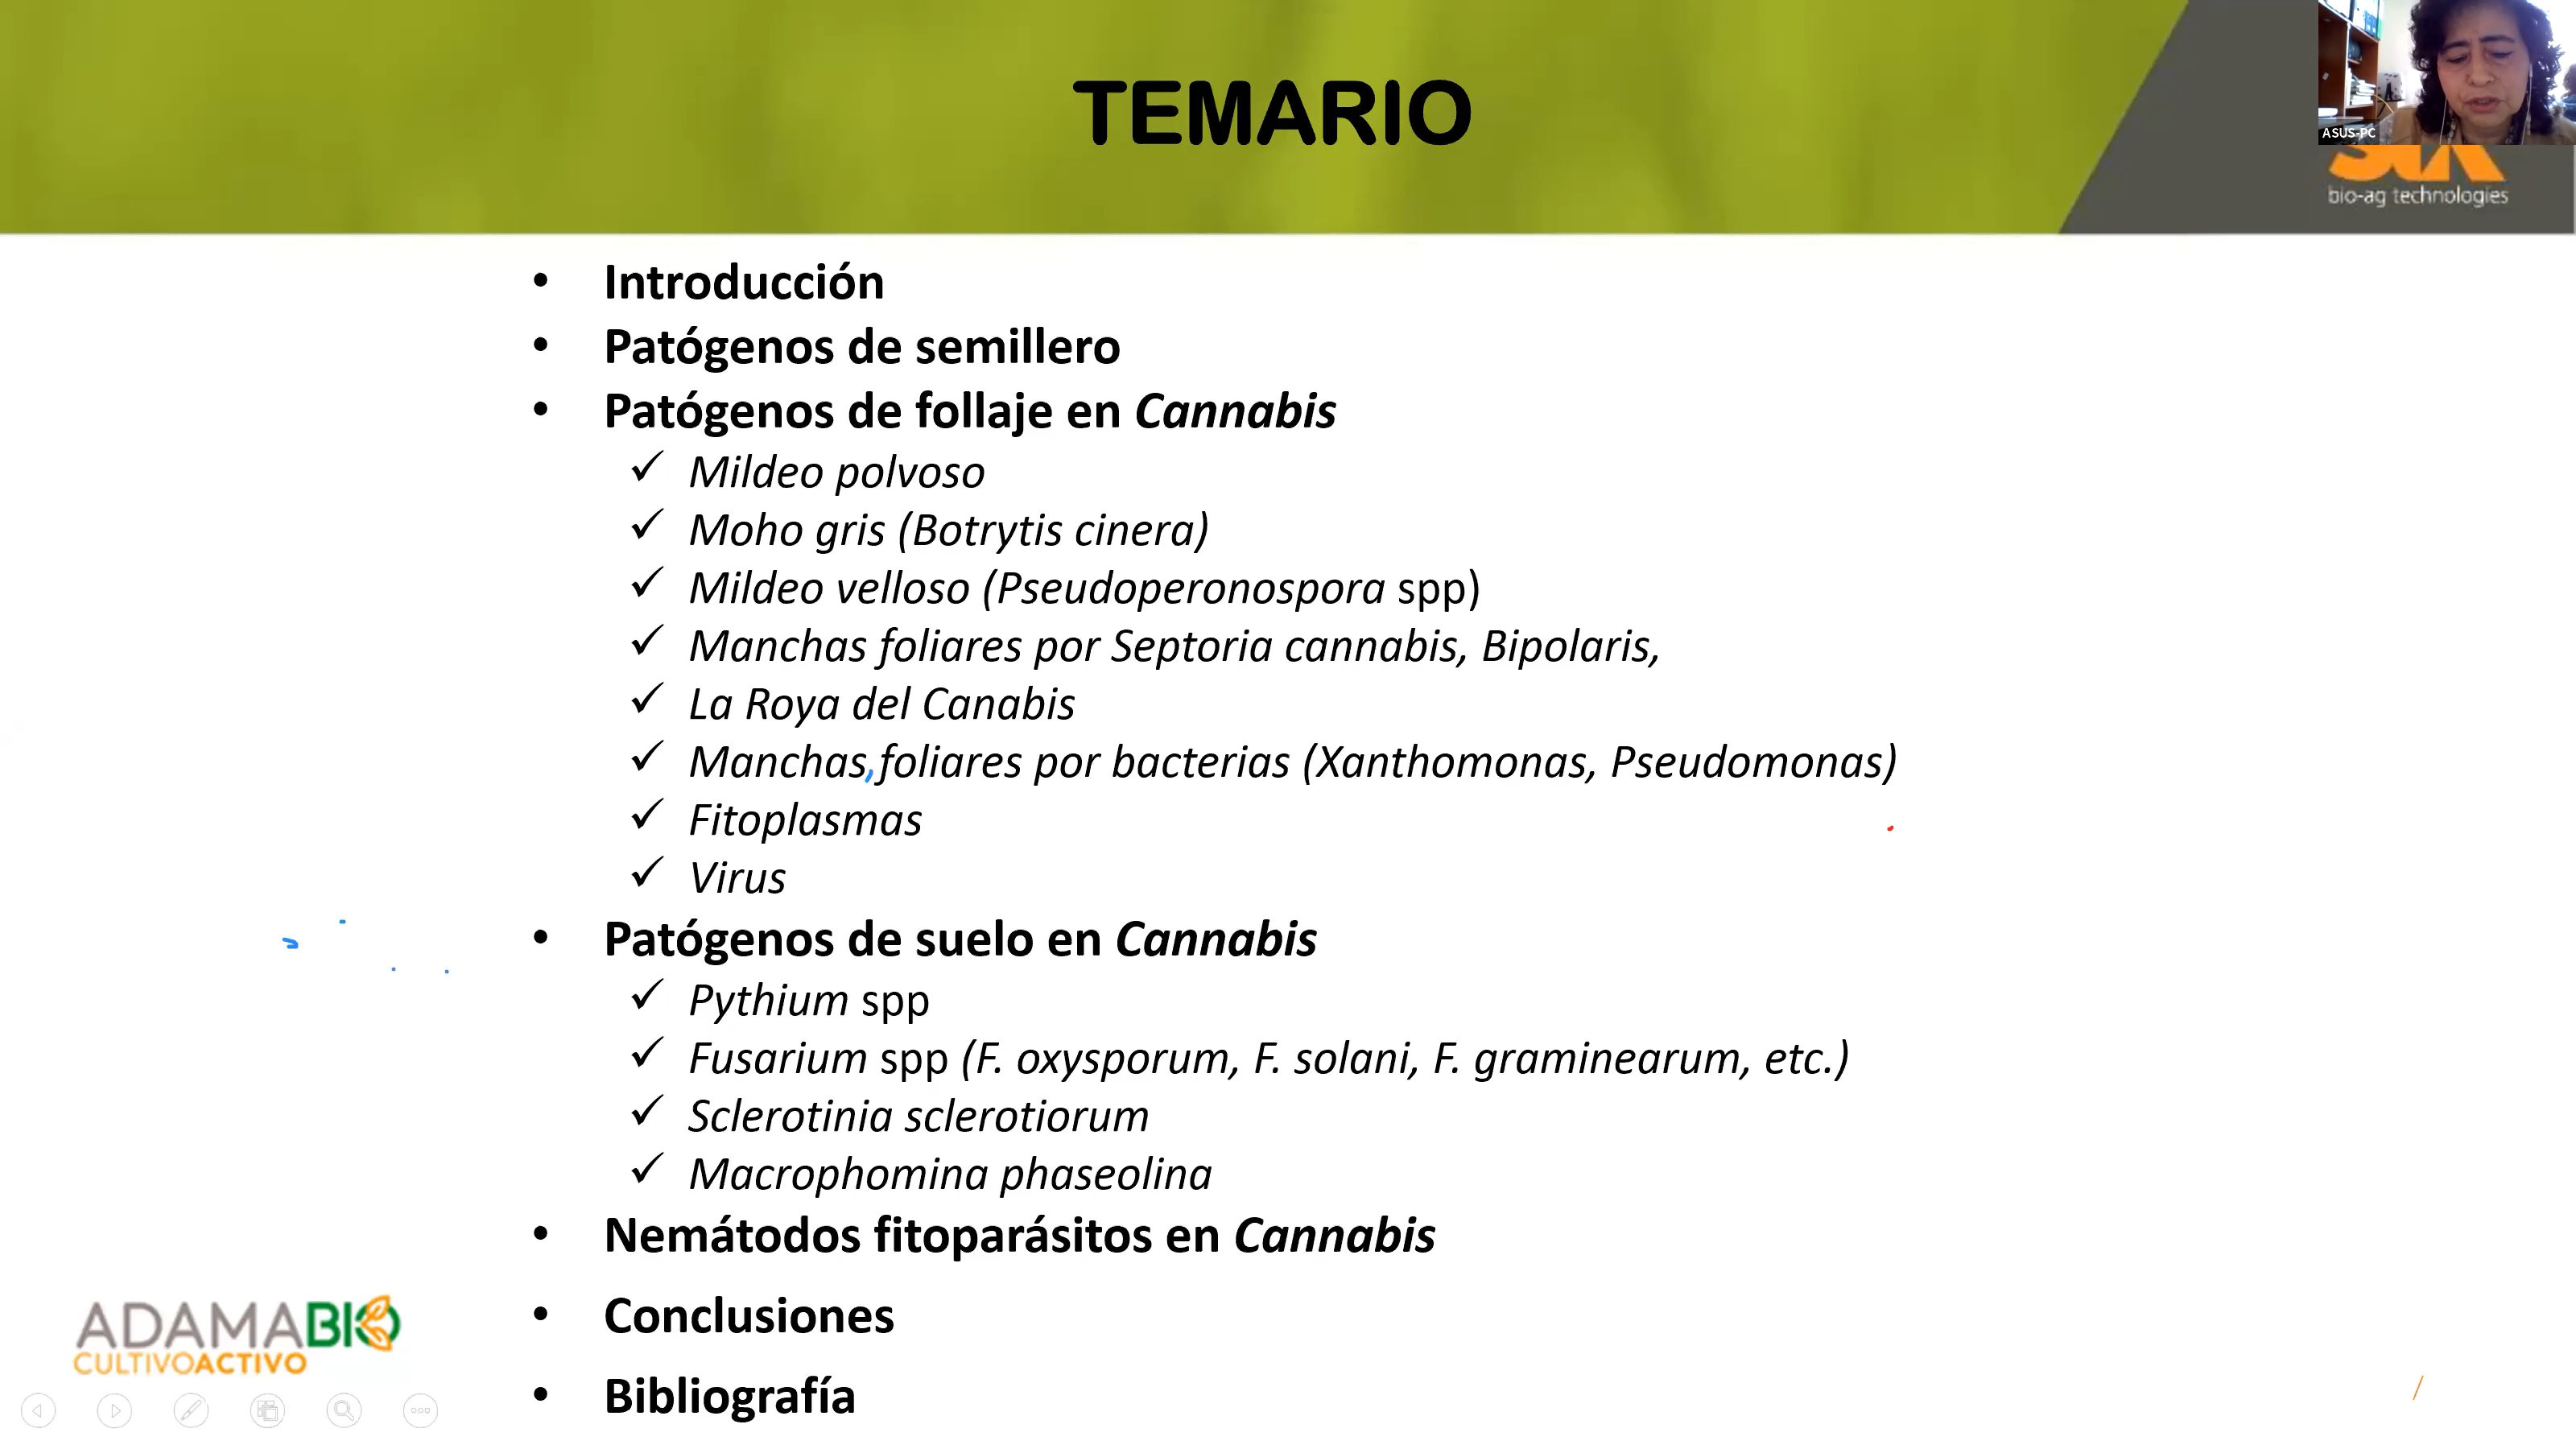 TEMARIO
ASUS-PC
bio-ag technologies
• Introducción
• Patógenos de semillero
• Patógenos de follaje en Cannabis
✓ Mildeo polvoso
✓ Moho gris (Botrytis cinera)
✓ Mildeo velloso (Pseudoperonospora spp)
✓ Manchas foliares por Septoria cannabis, Bipolaris,
✓ La Roya del Canabis
✓ Manchas foliares por bacterias (Xanthomonas, Pseudomonas)
✓ Fitoplasmas
✓ Virus
• Patógenos de suelo en Cannabis
✓ Pythium spp
✓ Fusarium spp (F. oxysporum, F. solani, F. graminearum, etc.)
✓ Sclerotinia sclerotiorum
✓ Macrophomina phaseolina
• Nemátodos fitoparásitos en Cannabis
• Conclusiones
• Bibliografía
ADAMABIO
CULTIVOACTIVO
/